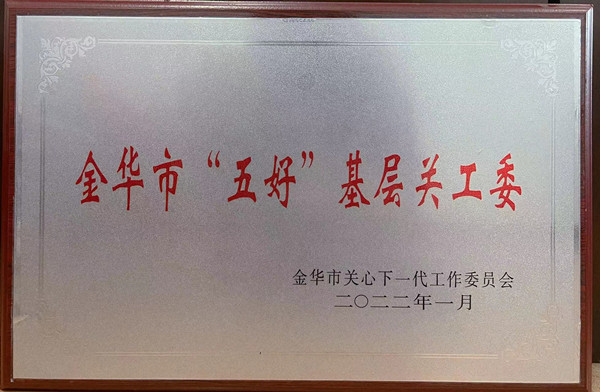 金华市“五好”基层关工委
金华市关心下一代工作委员会
二〇二二年一月